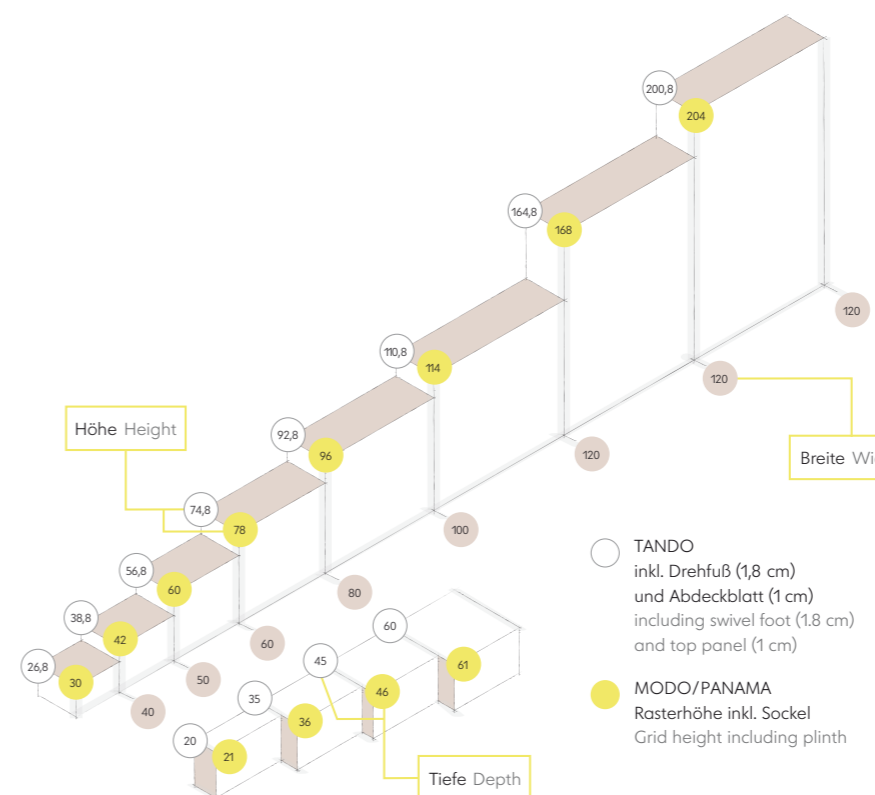 200,8
204
164,8
168
120
110,8
114
120
Höhe Height
92,8
96
120
Breite
74,8
78
100
56,8
60
80
38,8
42
60
26,8
30
50
40
60
61
45
46
35
36
20
21
Tiefe Depth
TANDO
inkl. Drehfuß (1,8 cm)
und Abdeckblatt (1 cm)
including swivel foot (1.8 cm)
and top panel (1 cm)
MODO/PANAMA
Rasterhöhe inkl. Sockel
Grid height including plinth